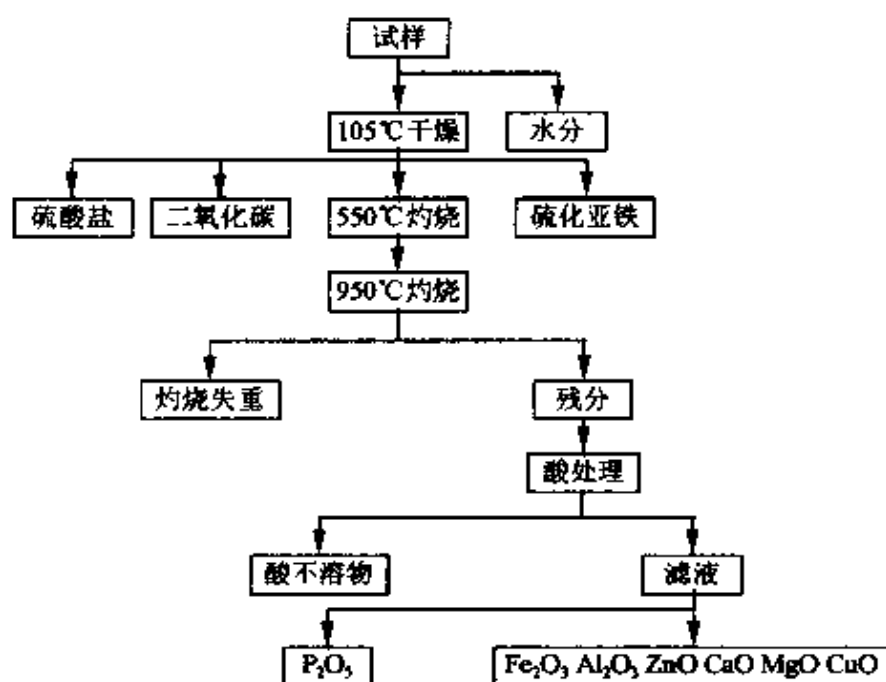 试样
105℃干燥
水分
硫酸盐
二氧化碳
550℃灼烧
硫化亚铁
950℃灼烧
灼烧失重
残分
酸处理
酸不溶物
滤液
P₂O₅
Fe₂O₃ Al₂O₃ ZnO CaO MgO CuO